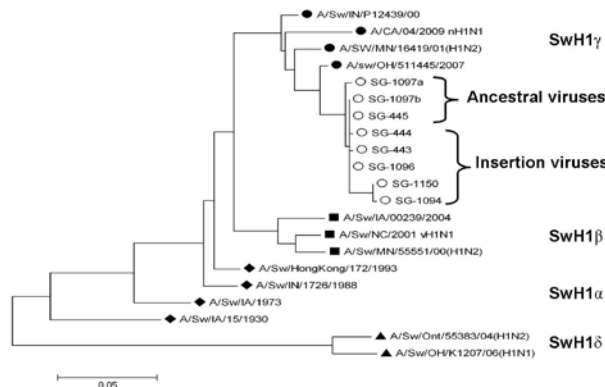 A/Sw/IN/P12439/00
A/CA/04/2009 nH1N1
SwH1γ
A/SW/MN/16419/01(H1N2)
A/sw/OH/511445/2007
SG-1097a
SG-1097b
Ancestral viruses
SG-445
SG-444
SG-443
Insertion viruses
SG-1096
SG-1150
SG-1094
A/Sw/IA/00239/2004
A/Sw/NC/2001 vH1N1
SwH1β
A/Sw/MN/55551/00(H1N2)
A/Sw/HongKong/172/1993
A/Sw/IN/1726/1988
SwH1α
A/Sw/IA/1973
A/Sw/IA/15/1930
A/Sw/Ont/55383/04(H1N2)
SwH1δ
A/Sw/OH/K1207/06(H1N1)
0.05